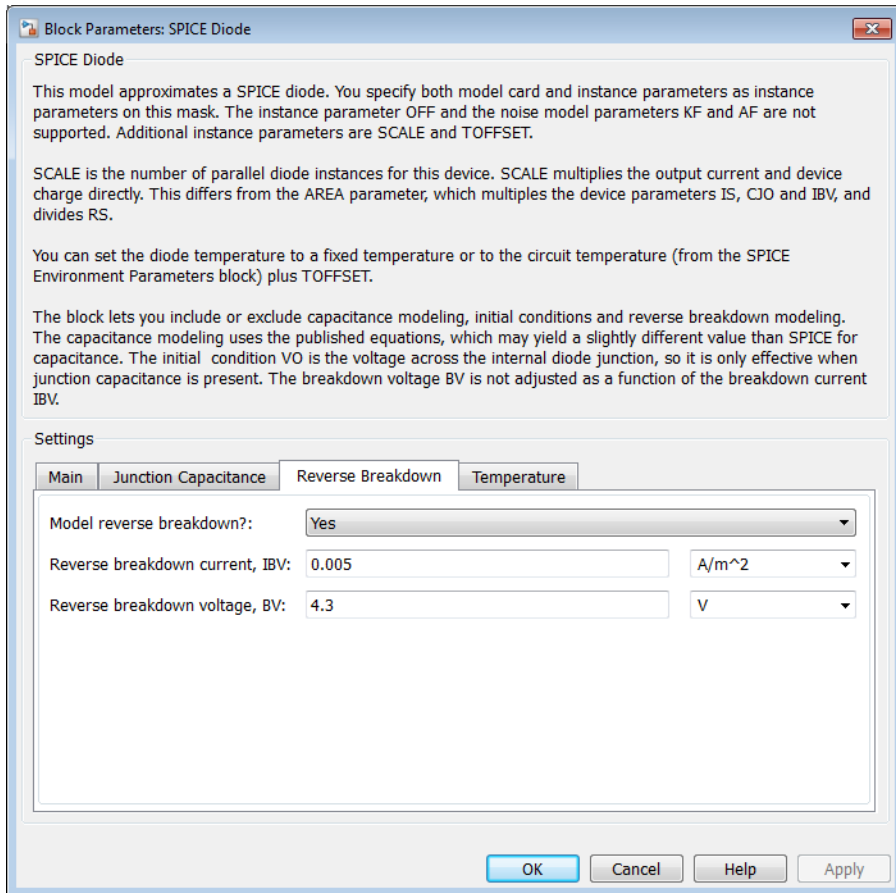 Block Parameters: SPICE Diode
SPICE Diode
This model approximates a SPICE diode. You specify both model card and instance parameters as instance
parameters on this mask. The instance parameter OFF and the noise model parameters KF and AF are not
supported. Additional instance parameters are SCALE and TOFFSET.
SCALE is the number of parallel diode instances for this device. SCALE multiplies the output current and device
charge directly. This differs from the AREA parameter, which multiples the device parameters IS, CJO and IBV, and
divides RS.
You can set the diode temperature to a fixed temperature or to the circuit temperature (from the SPICE
Environment Parameters block) plus TOFFSET.
The block lets you include or exclude capacitance modeling, initial conditions and reverse breakdown modeling.
The capacitance modeling uses the published equations, which may yield a slightly different value than SPICE for
capacitance. The initial  condition VO is the voltage across the internal diode junction, so it is only effective when
junction capacitance is present. The breakdown voltage BV is not adjusted as a function of the breakdown current
IBV.
Settings
Main Junction Capacitance Reverse Breakdown Temperature
Model reverse breakdown?: Yes
Reverse breakdown current, IBV: 0.005 A/m^2
Reverse breakdown voltage, BV: 4.3 V
OK Cancel Help Apply